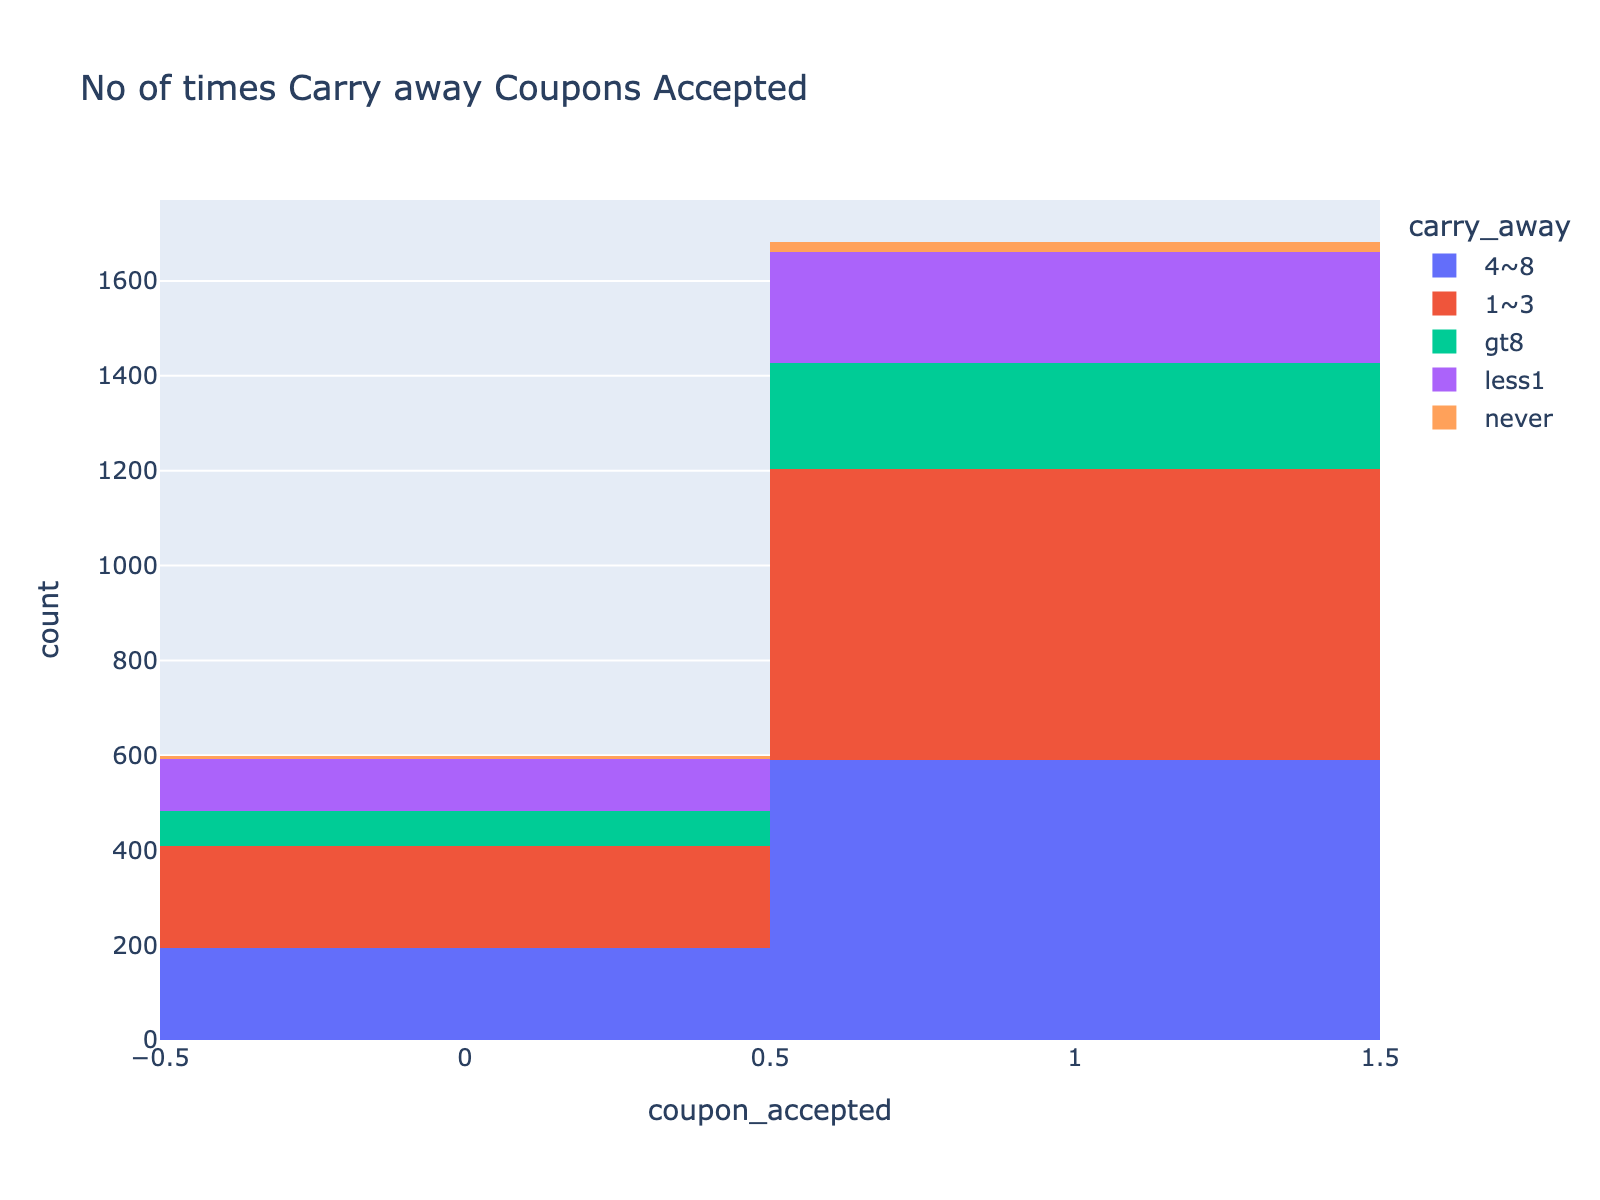 No of times Carry away Coupons Accepted
carry_away
4~8
1~3
gt8
less1
never
count
1600
1400
1200
1000
800
600
400
200
0
−0.5 0 0.5 1 1.5
coupon_accepted